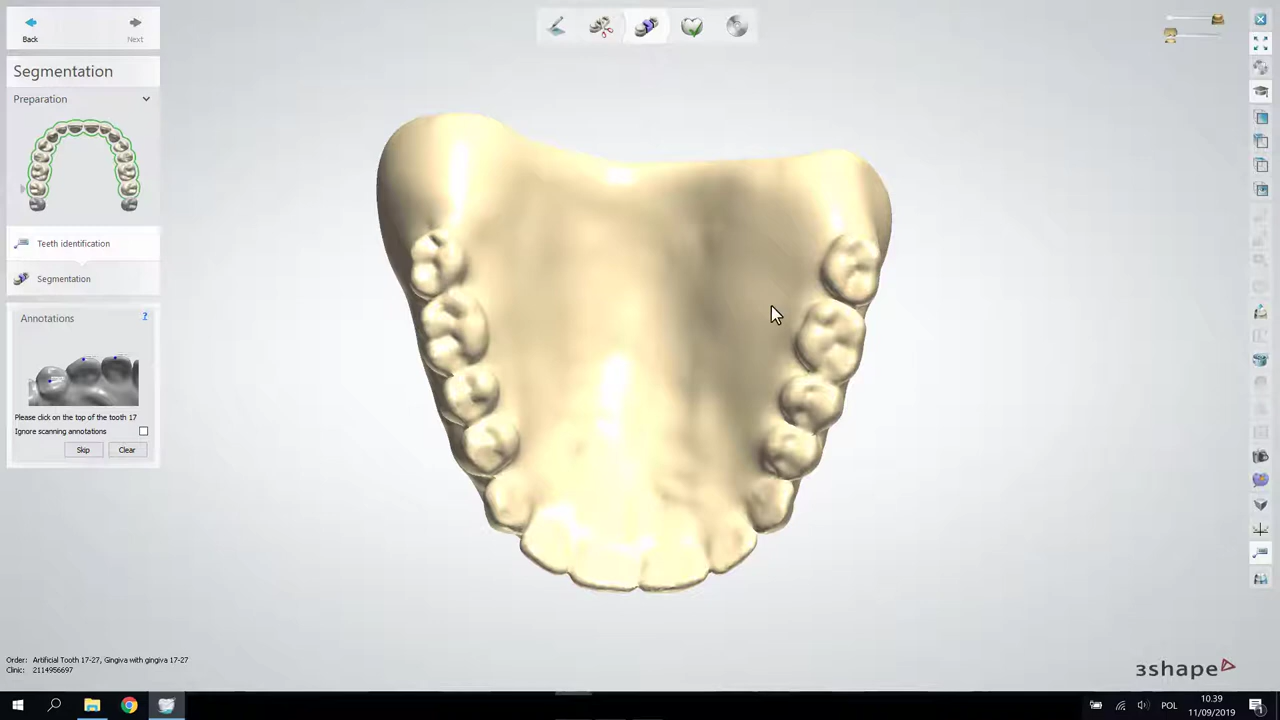 Back
Next
Segmentation
Preparation
Teeth identification
Segmentation
Annotations
?
Please click on the top of the tooth 17
Ignore scanning annotations
Skip
Clear
Order: Artificial Tooth 17-27, Gingiva with gingiva 17-27
Clinic: 2114956697
3shape
POL
10.39
11/09/2019